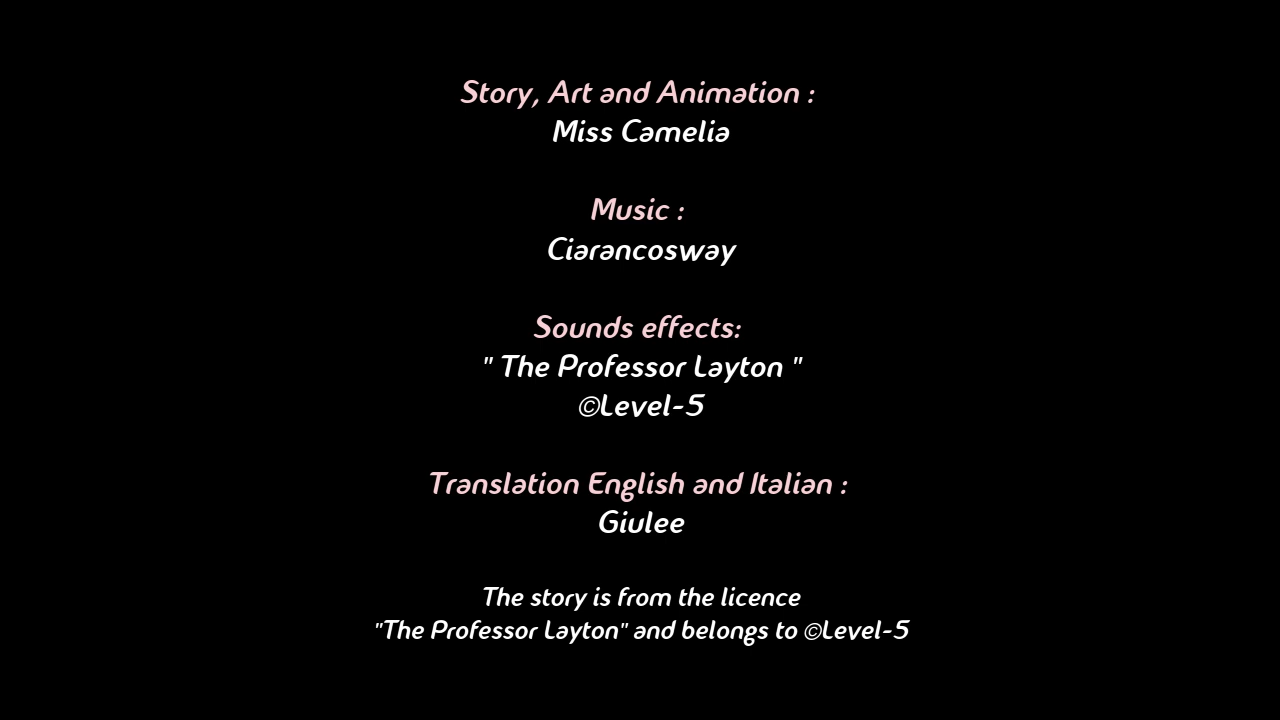 Story, Art and Animation :
Miss Camelia
Music :
Ciarancosway
Sounds effects:
" The Professor Layton "
©Level-5
Translation English and Italian :
Giulee
The story is from the licence
"The Professor Layton" and belongs to ©Level-5